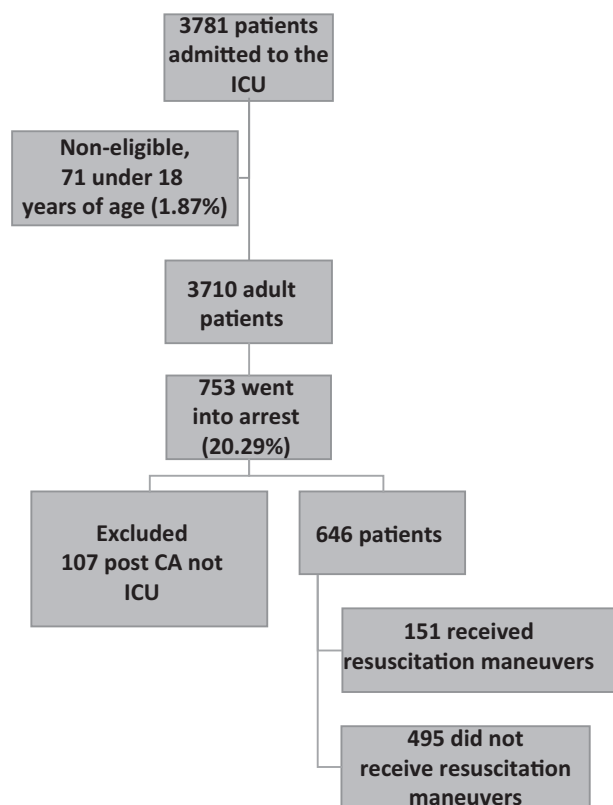 3781 patients
admitted to the
ICU
Non-eligible,
71 under 18
years of age (1.87%)
3710 adult
patients
753 went
into arrest
(20.29%)
Excluded
107 post CA not
ICU
646 patients
151 received
resuscitation maneuvers
495 did not
receive resuscitation
maneuvers